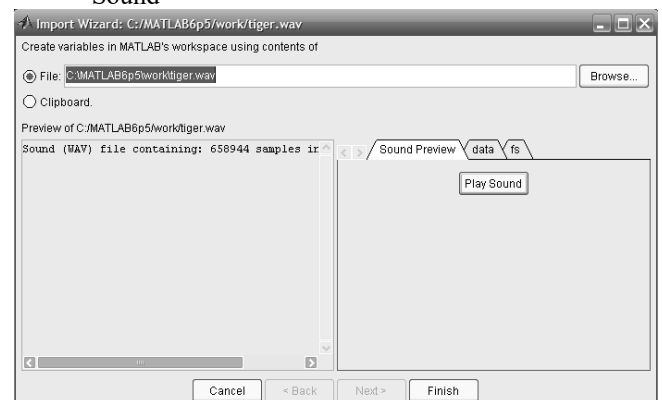 Sound
Import Wizard: C:/MATLAB6p5/work/tiger.wav
Create variables in MATLAB's workspace using contents of
File: C:\MATLAB6p5\work\tiger.wav Browse...
Clipboard.
Preview of C:/MATLAB6p5/work/tiger.wav
Sound (WAV) file containing: 658944 samples in
Sound Preview data fs
Play Sound
Cancel < Back Next > Finish